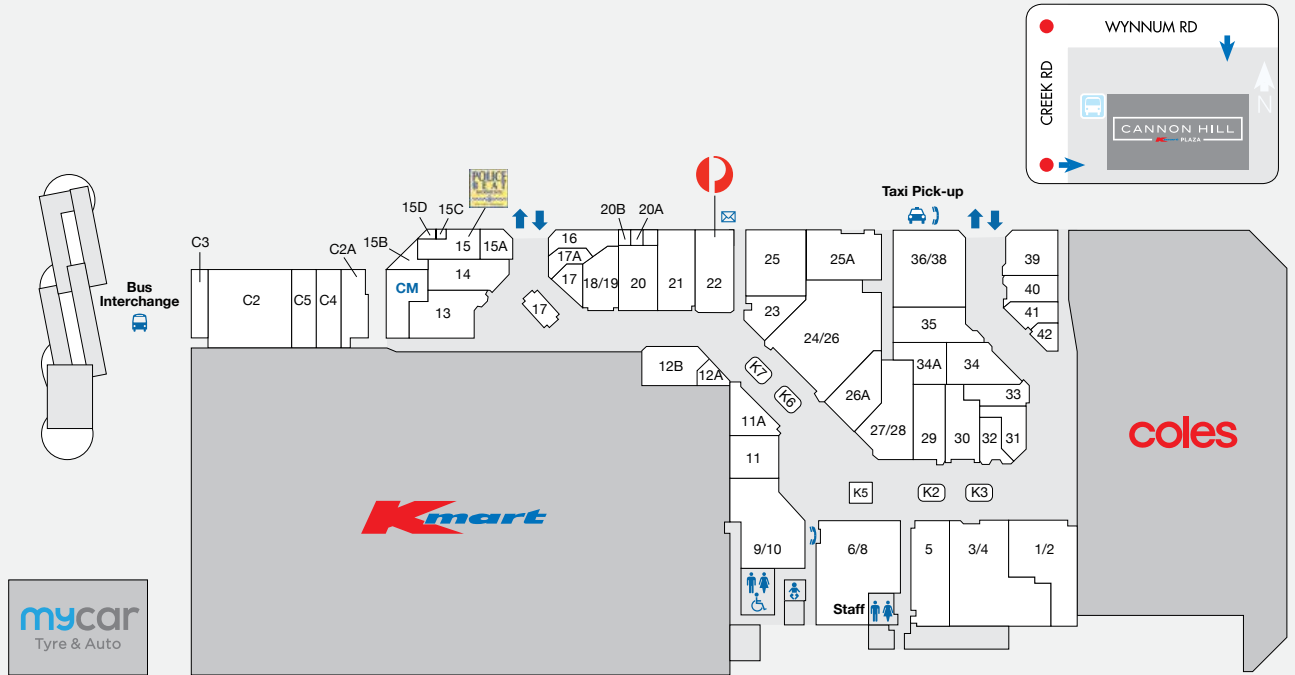 WYNNUM RD
CREEK RD
N
CANNON HILL
Kmart PLAZA
POLICE
BEAT
Taxi Pick-up
Bus
Interchange
C3
C2
C5
C4
C2A
15B
15D
15C
15
15A
14
CM
13
16
17A
17
18/19
20B
20A
20
21
22
17
25
25A
23
24/26
26A
27/28
36/38
35
34A
34
33
29
30
32
31
39
40
41
42
12B
12A
K7
K6
11A
11
9/10
K5
K2
K3
6/8
5
3/4
1/2
Staff
Kmart
coles
mycar
Tyre & Auto